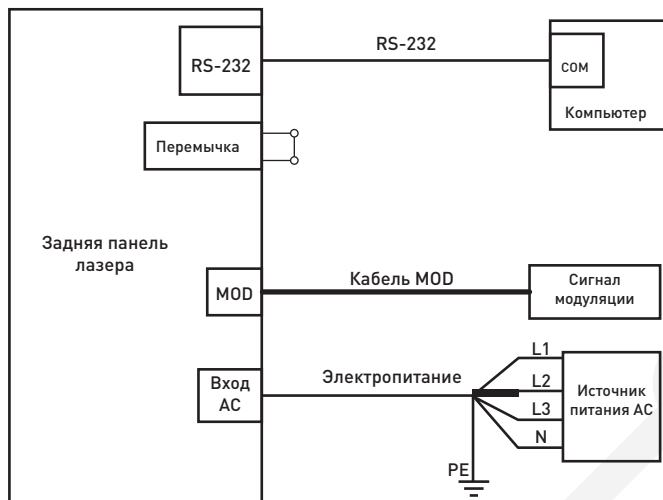 RS-232
RS-232
COM
Компьютер
Перемычка
Задняя панель
лазера
MOD
Кабель MOD
Сигнал
модуляции
Вход
AC
Электропитание
L1
L2
L3
N
PE
Источник
питания AC